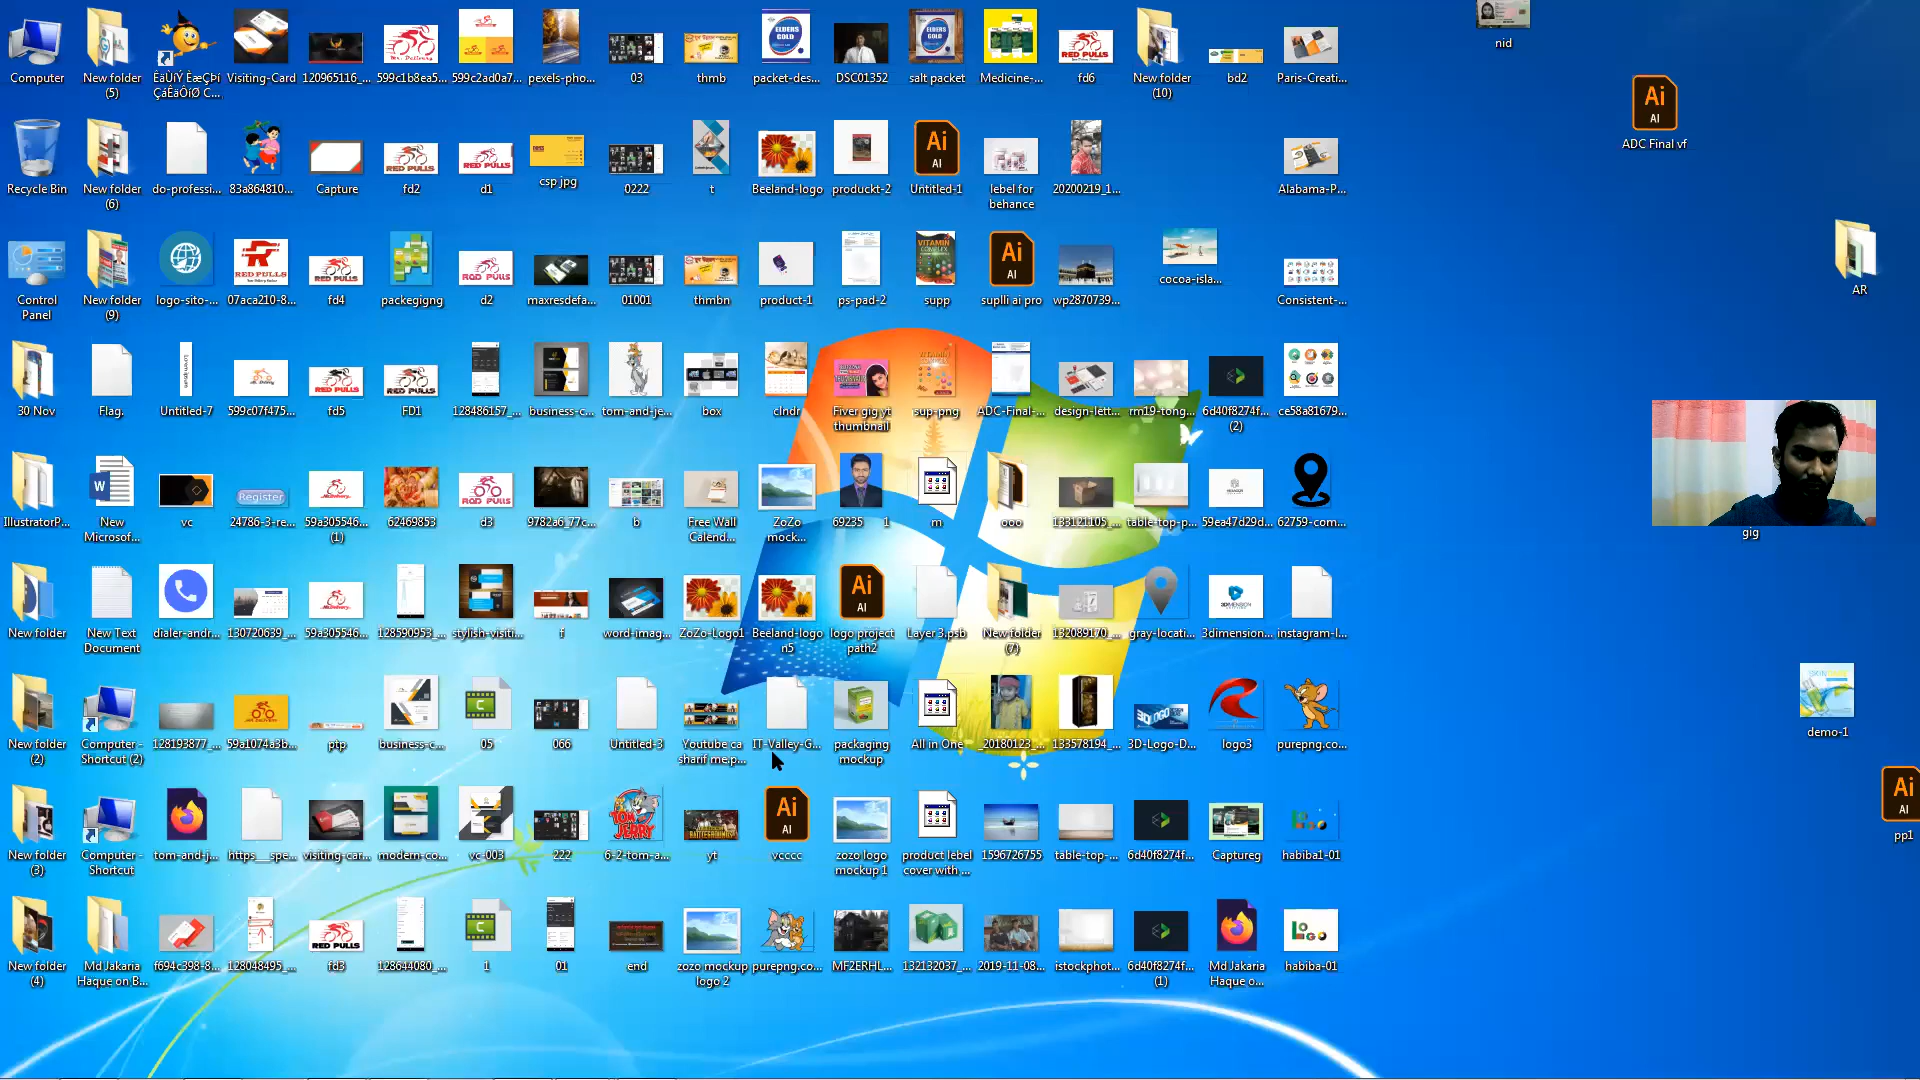 Computer
New folder
(5)
ÊäÙíÝ ÈæÇÞí
ÇáÊäÔíØ C...
Visiting-Card
120965116_...
599c1b8ea5...
599c2ad0a7...
pexels-pho...
03
thmb
packet-des...
DSC01352
salt packet
Medicine-...
fd6
New folder
(10)
bd2
Paris-Creati...
nid
ADC Final vf
Recycle Bin
New folder
(6)
do-professi...
83a864810...
Capture
fd2
d1
csp.jpg
0222
t
Beeland-logo
produckt-2
Untitled-1
lebel for
behance
20200219_1...
Alabama-P...
Control
Panel
New folder
(9)
logo-sito-...
07aca210-8...
fd4
packegigng
d2
maxresdefa...
01001
thmbn
product-1
ps-pad-2
supp
suplli ai pro
wp2870739...
cocoa-isla...
Consistent-...
AR
30 Nov
Flag.
Untitled-7
599c07f475...
fd5
FD1
128486157_...
business-c...
tom-and-je...
box
clndr
Fiver gig yt
thumbnail
sup-png
ADC-Final-...
design-lett...
rm19-tong...
6d40f8274f...
(2)
ce58a81679...
IllustratorP...
New
Microsof...
vc
24786-3-re...
59a305546...
(1)
62469853
d3
9782a6_77c...
b
Free Wall
Calend...
ZoZo
mock...
69235
1
m
ooo
133121105_...
table-top-p...
59ea47d29d...
62759-com...
gig
New folder
New Text
Document
dialer-andr...
130720639_...
59a305546...
128590953_...
stylish-visiti...
f
word-imag...
ZoZo-Logo1
Beeland-logo
n5
logo project
path2
Layer 3.psb
New folder
(7)
132089170_...
gray-locati...
3dimension...
instagram-l...
New folder
(2)
Computer -
Shortcut (2)
128193877_...
59a1074a3b...
ptp
business-c...
05
066
Untitled-3
Youtube ca
sharif me.p...
IT-Valley-G...
packaging
mockup
All in One
_20180123_...
133578194_...
3D-Logo-D...
logo3
purepng.co...
demo-1
New folder
(3)
Computer -
Shortcut
tom-and-j...
https___spe...
visiting-car...
modern-co...
vc-003
222
6-2-tom-a...
yt
vcccc
zozo logo
mockup 1
product lebel
cover with ...
1596726755
table-top-...
6d40f8274f...
Captureg
habiba1-01
pp1
New folder
(4)
Md Jakaria
Haque on B...
f694c398-8...
128048495_...
fd3
128644080_...
1
01
end
zozo mockup
logo 2
purepng.co...
MF2ERHL...
132132037_...
2019-11-08...
istockphot...
6d40f8274f...
(1)
Md Jakaria
Haque o...
habiba-01